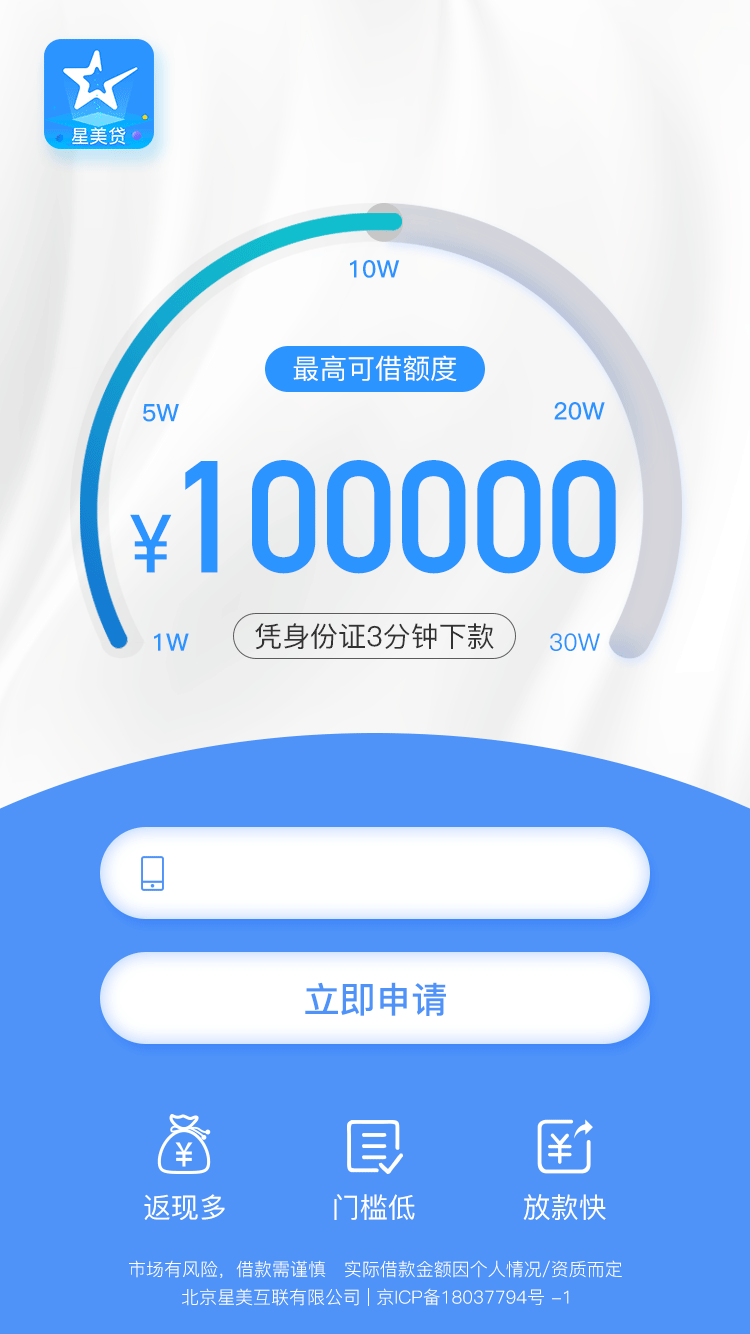 星美贷
10W
最高可借额度
5W
20W
¥100000
1W
凭身份证3分钟下款
30W
立即申请
¥
¥
返现多
门槛低
放款快
市场有风险，借款需谨慎 实际借款金额因个人情况/资质而定
北京星美互联有限公司 | 京ICP备18037794号 -1